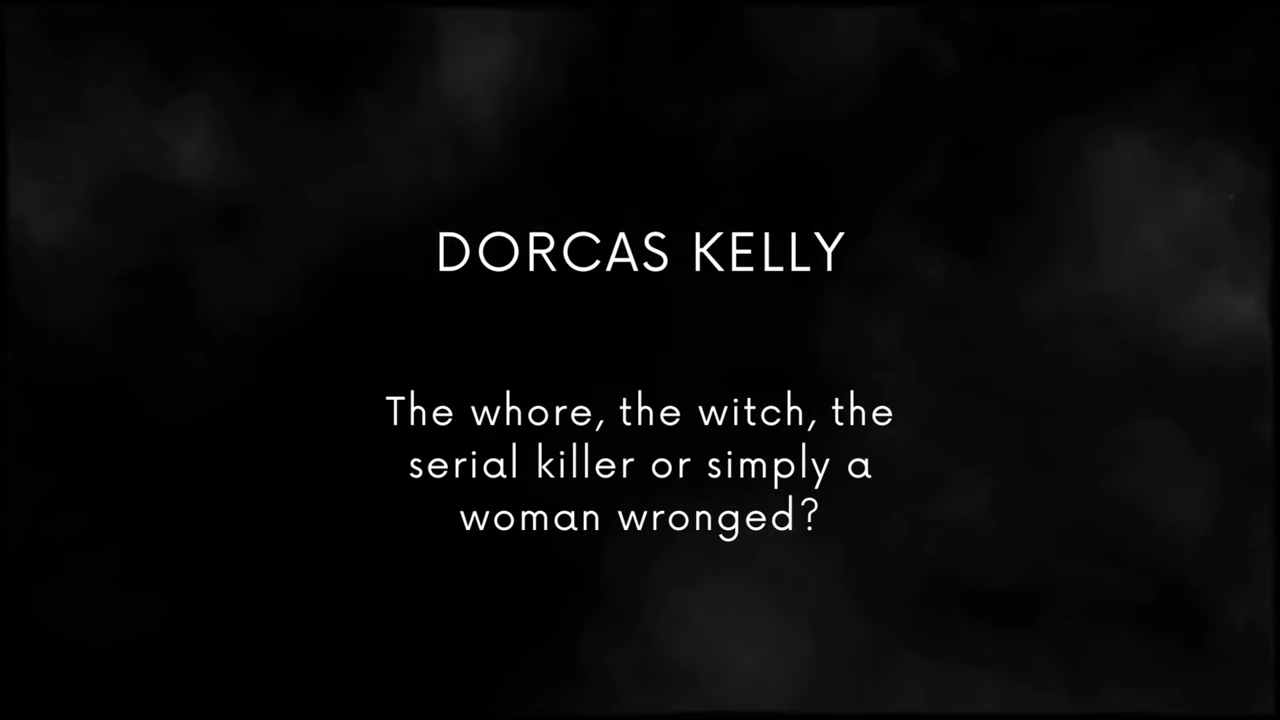 DORCAS KELLY
The whore, the witch, the
serial killer or simply a
woman wronged?